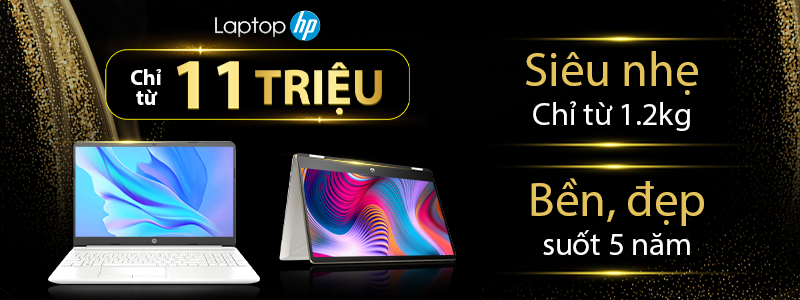 Laptop hp
Chỉ từ
11 TRIỆU
Siêu nhẹ
Chỉ từ 1.2kg
Bền, đẹp
suốt 5 năm